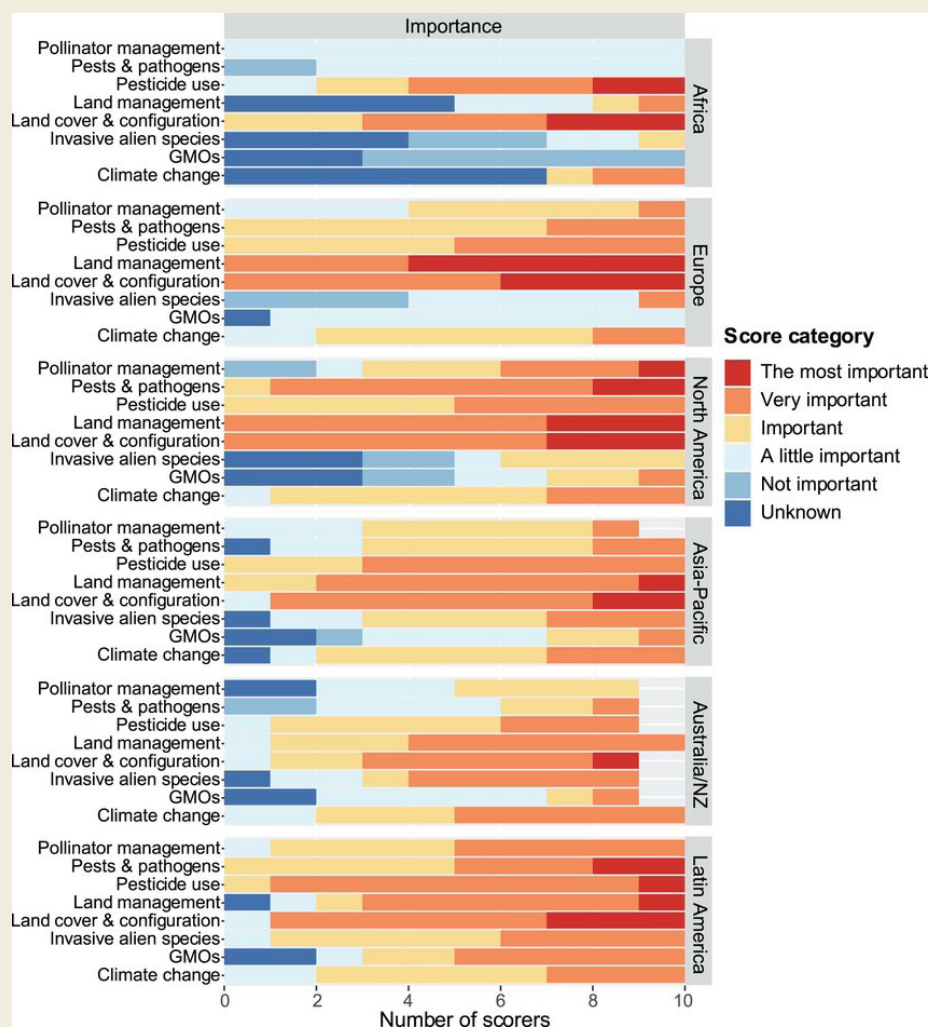 Importance
Pollinator management
Pests & pathogens
Pesticide use
Land management
Land cover & configuration
Invasive alien species
GMOs
Climate change
Africa
Pollinator management
Pests & pathogens
Pesticide use
Land management
Land cover & configuration
Invasive alien species
GMOs
Climate change
Europe
Pollinator management
Pests & pathogens
Pesticide use
Land management
Land cover & configuration
Invasive alien species
GMOs
Climate change
North America
Pollinator management
Pests & pathogens
Pesticide use
Land management
Land cover & configuration
Invasive alien species
GMOs
Climate change
Asia-Pacific
Pollinator management
Pests & pathogens
Pesticide use
Land management
Land cover & configuration
Invasive alien species
GMOs
Climate change
Australia/NZ
Pollinator management
Pests & pathogens
Pesticide use
Land management
Land cover & configuration
Invasive alien species
GMOs
Climate change
Latin America
0 2 4 6 8 10
Number of scorers
Score category
The most important
Very important
Important
A little important
Not important
Unknown